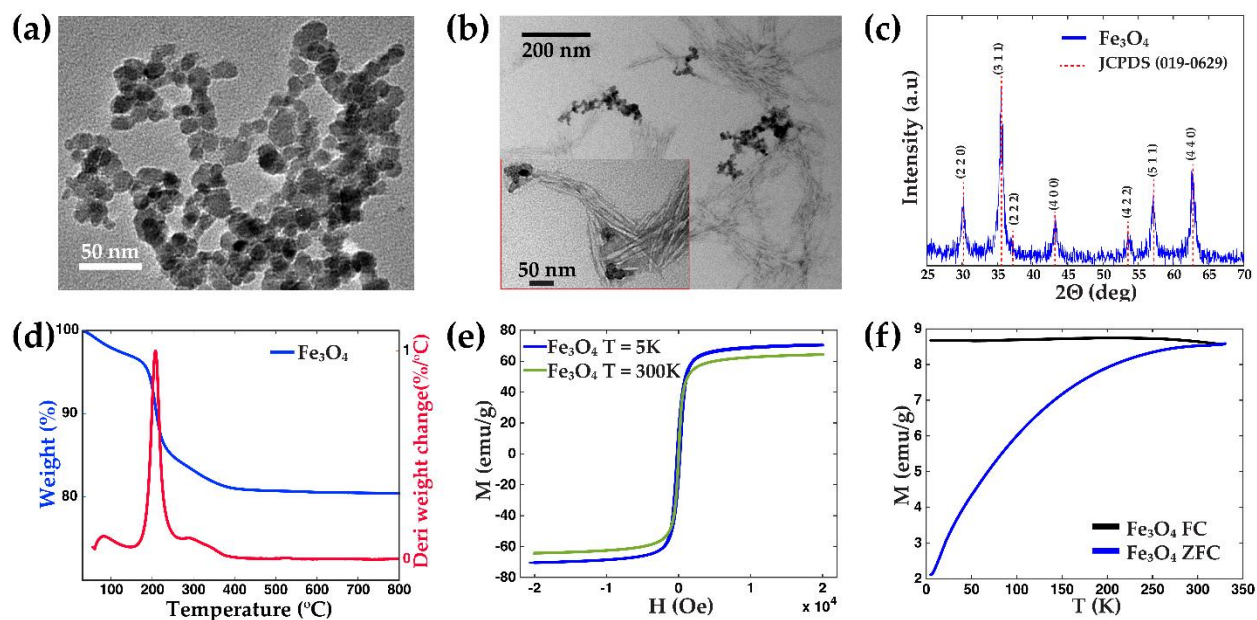 (a)
50 nm
(b)
200 nm
50 nm
(c)
Intensity (a.u)
Fe₃O₄
JCPDS (019-0629)
(2 2 0)
(3 1 1)
(2 2 2)
(4 0 0)
(4 2 2)
(5 1 1)
(4 4 0)
25 30 35 40 45 50 55 60 65 70
2Θ (deg)
(d)
Weight (%)
100
90
80
Fe₃O₄
1
0
Deri weight change(%/°C)
100 200 300 400 500 600 700 800
Temperature (°C)
(e)
M (emu/g)
80
60
40
20
0
-20
-40
-60
-80
Fe₃O₄ T = 5K
Fe₃O₄ T = 300K
-2 -1 0 1 2
x 10⁴
H (Oe)
(f)
M (emu/g)
9
8
7
6
5
4
3
2
Fe₃O₄ FC
Fe₃O₄ ZFC
0 50 100 150 200 250 300 350
T (K)